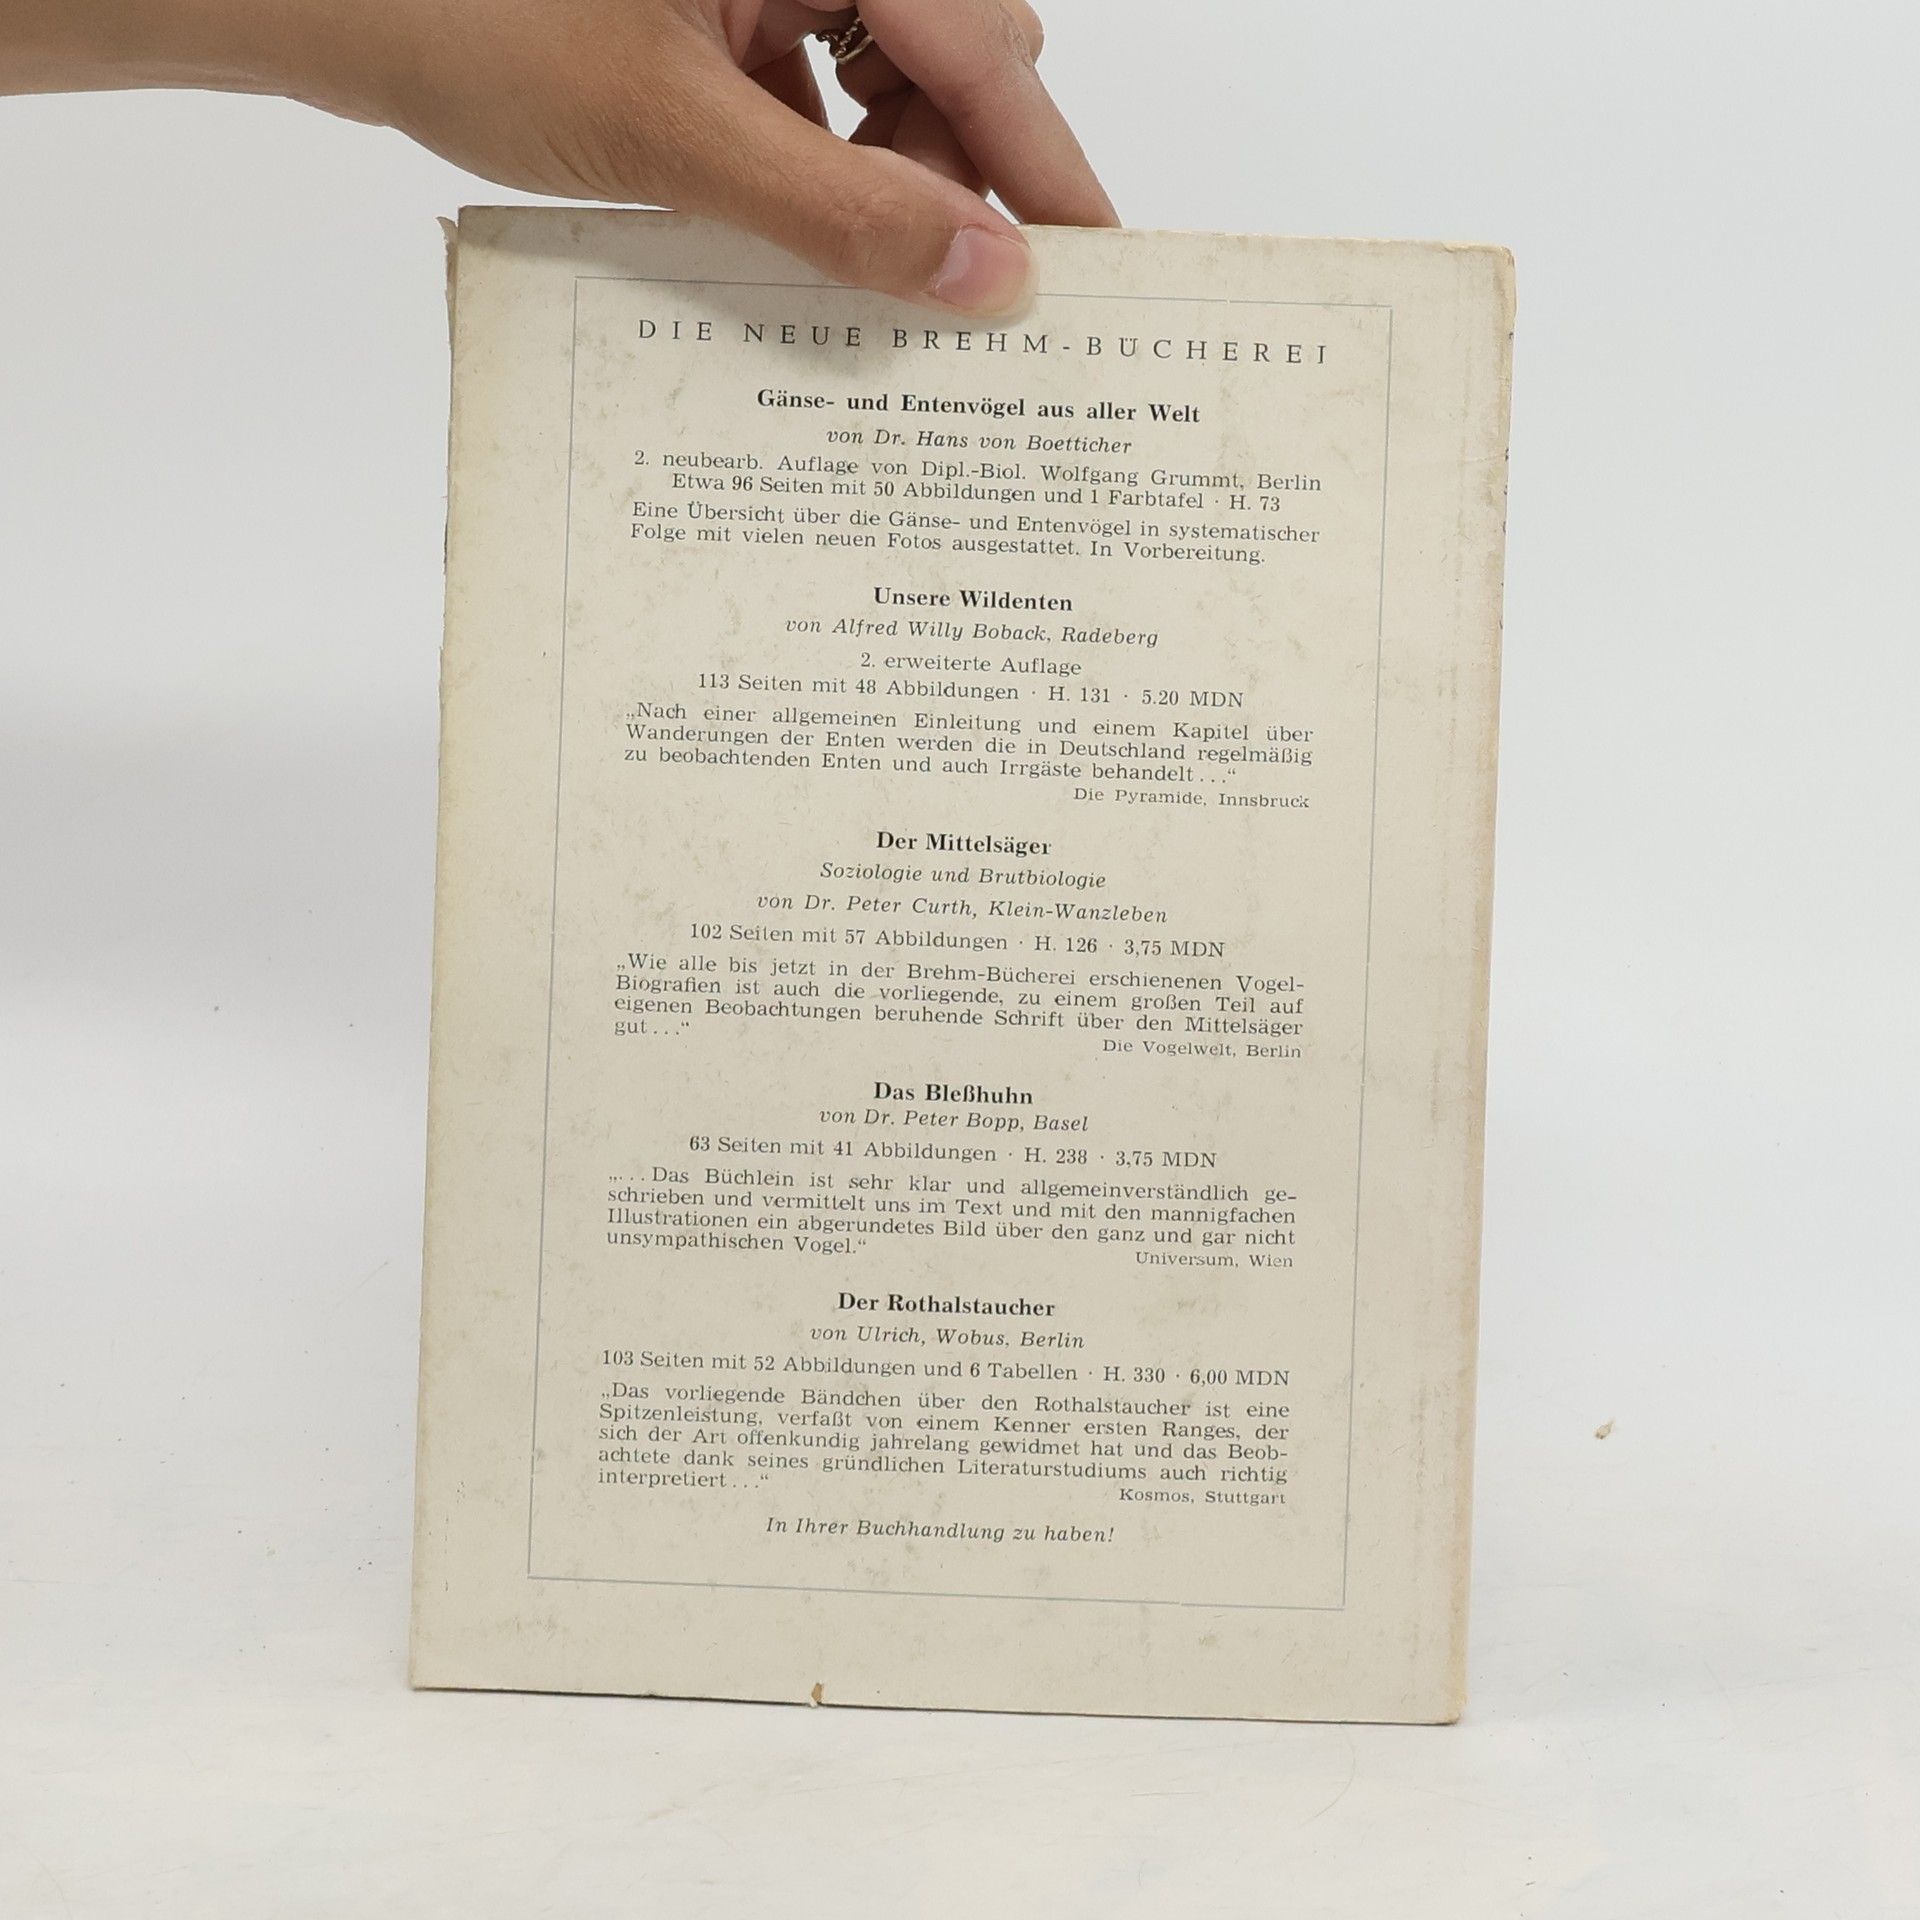 DIE NEUE BREHM-BÜCHEREI
Gänse- und Entenvögel aus aller Welt
von Dr. Hans von Boetticher
2. neubearb. Auflage von Dipl.-Biol. Wolfgang Grummt, Berlin
Etwa 96 Seiten mit 50 Abbildungen und 1 Farbtafel · H. 73
Eine Übersicht über die Gänse- und Entenvögel in systematischer
Folge mit vielen neuen Fotos ausgestattet. In Vorbereitung.
Unsere Wildenten
von Alfred Willy Boback, Radeberg
2. erweiterte Auflage
113 Seiten mit 48 Abbildungen · H. 131 · 5.20 MDN
„Nach einer allgemeinen Einleitung und einem Kapitel über
Wanderungen der Enten werden die in Deutschland regelmäßig
zu beobachtenden Enten und auch Irrgäste behandelt . . .“
Die Pyramide, Innsbruck
Der Mittelsäger
Soziologie und Brutbiologie
von Dr. Peter Curth, Klein-Wanzleben
102 Seiten mit 57 Abbildungen · H. 126 · 3,75 MDN
„Wie alle bis jetzt in der Brehm-Bücherei erschienenen Vogel-
Biografien ist auch die vorliegende, zu einem großen Teil auf
eigenen Beobachtungen beruhende Schrift über den Mittelsäger
gut . . .“
Die Vogelwelt, Berlin
Das Bleßhuhn
von Dr. Peter Bopp, Basel
63 Seiten mit 41 Abbildungen · H. 238 · 3,75 MDN
„. . . Das Büchlein ist sehr klar und allgemeinverständlich ge-
schrieben und vermittelt uns im Text und mit den mannigfachen
Illustrationen ein abgerundetes Bild über den ganz und gar nicht
unsympathischen Vogel.“
Universum, Wien
Der Rothalstaucher
von Ulrich, Wobus, Berlin
103 Seiten mit 52 Abbildungen und 6 Tabellen · H. 330 · 6,00 MDN
„Das vorliegende Bändchen über den Rothalstaucher ist eine
Spitzenleistung, verfaßt von einem Kenner ersten Ranges, der
sich der Art offenkundig jahrelang gewidmet hat und das Beob-
achtete dank seines gründlichen Literaturstudiums auch richtig
interpretiert . . .“
Kosmos, Stuttgart
In Ihrer Buchhandlung zu haben!